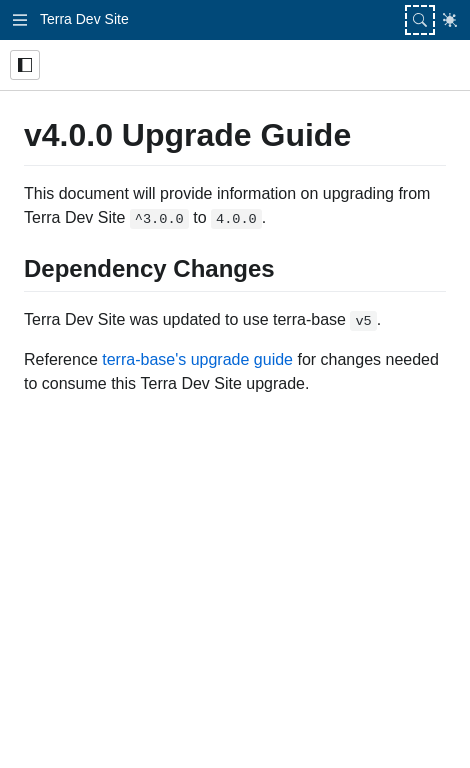 Terra Dev Site
v4.0.0 Upgrade Guide
This document will provide information on upgrading from
Terra Dev Site ^3.0.0 to 4.0.0.
Dependency Changes
Terra Dev Site was updated to use terra-base v5.
Reference terra-base's upgrade guide for changes needed
to consume this Terra Dev Site upgrade.